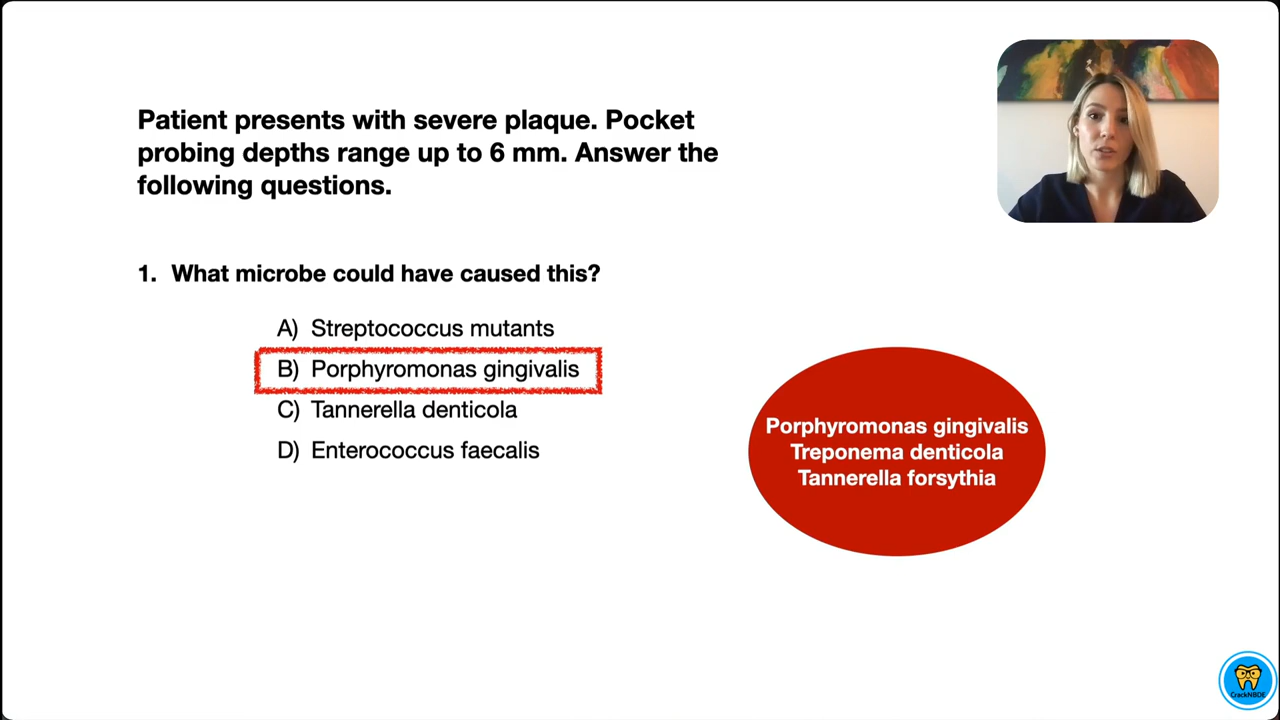 Patient presents with severe plaque. Pocket
probing depths range up to 6 mm. Answer the
following questions.
1. What microbe could have caused this?
A) Streptococcus mutants
B) Porphyromonas gingivalis
C) Tannerella denticola
D) Enterococcus faecalis
Porphyromonas gingivalis
Treponema denticola
Tannerella forsythia
CrackNBDE